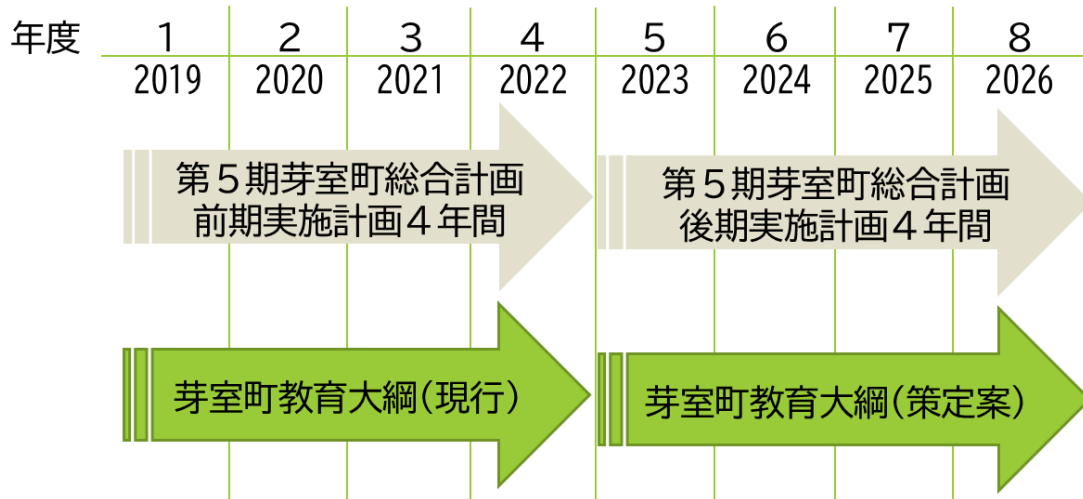 年度 1 2 3 4 5 6 7 8
2019 2020 2021 2022 2023 2024 2025 2026
第５期芽室町総合計画
前期実施計画４年間
第５期芽室町総合計画
後期実施計画４年間
芽室町教育大綱(現行)
芽室町教育大綱(策定案)